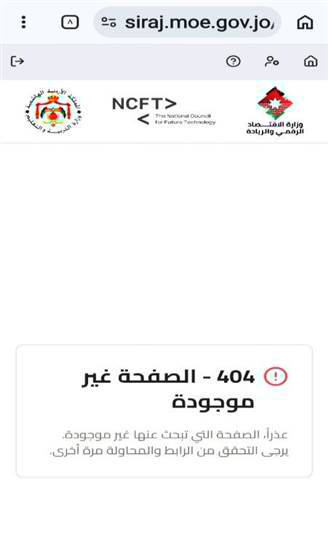 siraj.moe.gov.jo/
NCFT>
<
The National Council
for Future Technology
وزارة الاقتصاد
الرقمي والريادة
404 - الصفحة غير
موجودة
عذراً، الصفحة التي تبحث عنها غير موجودة.
يرجى التحقق من الرابط والمحاولة مرة أخرى.